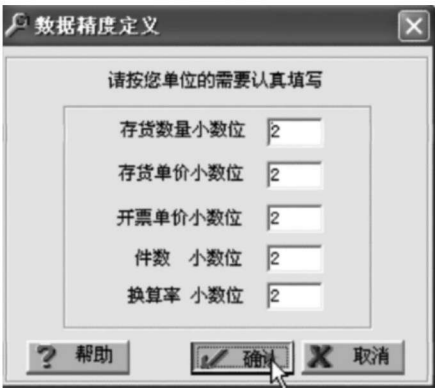 数据精度定义
请按您单位的需要认真填写
存货数量小数位 2
存货单价小数位 2
开票单价小数位 2
件数 小数位 2
换算率 小数位 2
帮助 确认 取消